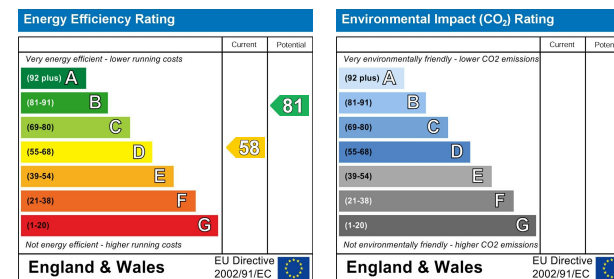 Energy Efficiency Rating
Current Potential
Very energy efficient - lower running costs
(92 plus) A
(81-91) B
81
(69-80) C
(55-68) D
58
(39-54) E
(21-38) F
(1-20) G
Not energy efficient - higher running costs
England & Wales
EU Directive
2002/91/EC
Environmental Impact (CO₂) Rating
Current Poten
Very environmentally friendly - lower CO2 emissions
(92 plus) A
(81-91) B
(69-80) C
(55-68) D
(39-54) E
(21-38) F
(1-20) G
Not environmentally friendly - higher CO2 emissions
England & Wales
EU Directive
2002/91/EC